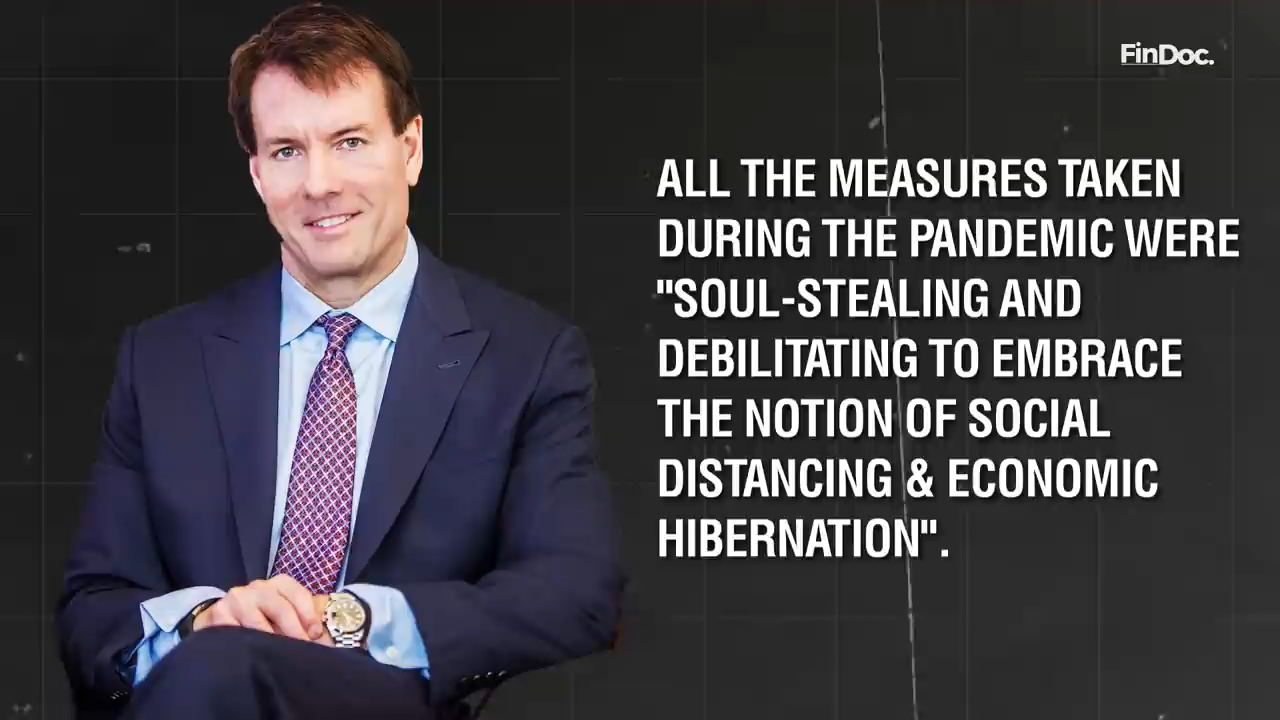 FinDoc.
ALL THE MEASURES TAKEN
DURING THE PANDEMIC WERE
"SOUL-STEALING AND
DEBILITATING TO EMBRACE
THE NOTION OF SOCIAL
DISTANCING & ECONOMIC
HIBERNATION".